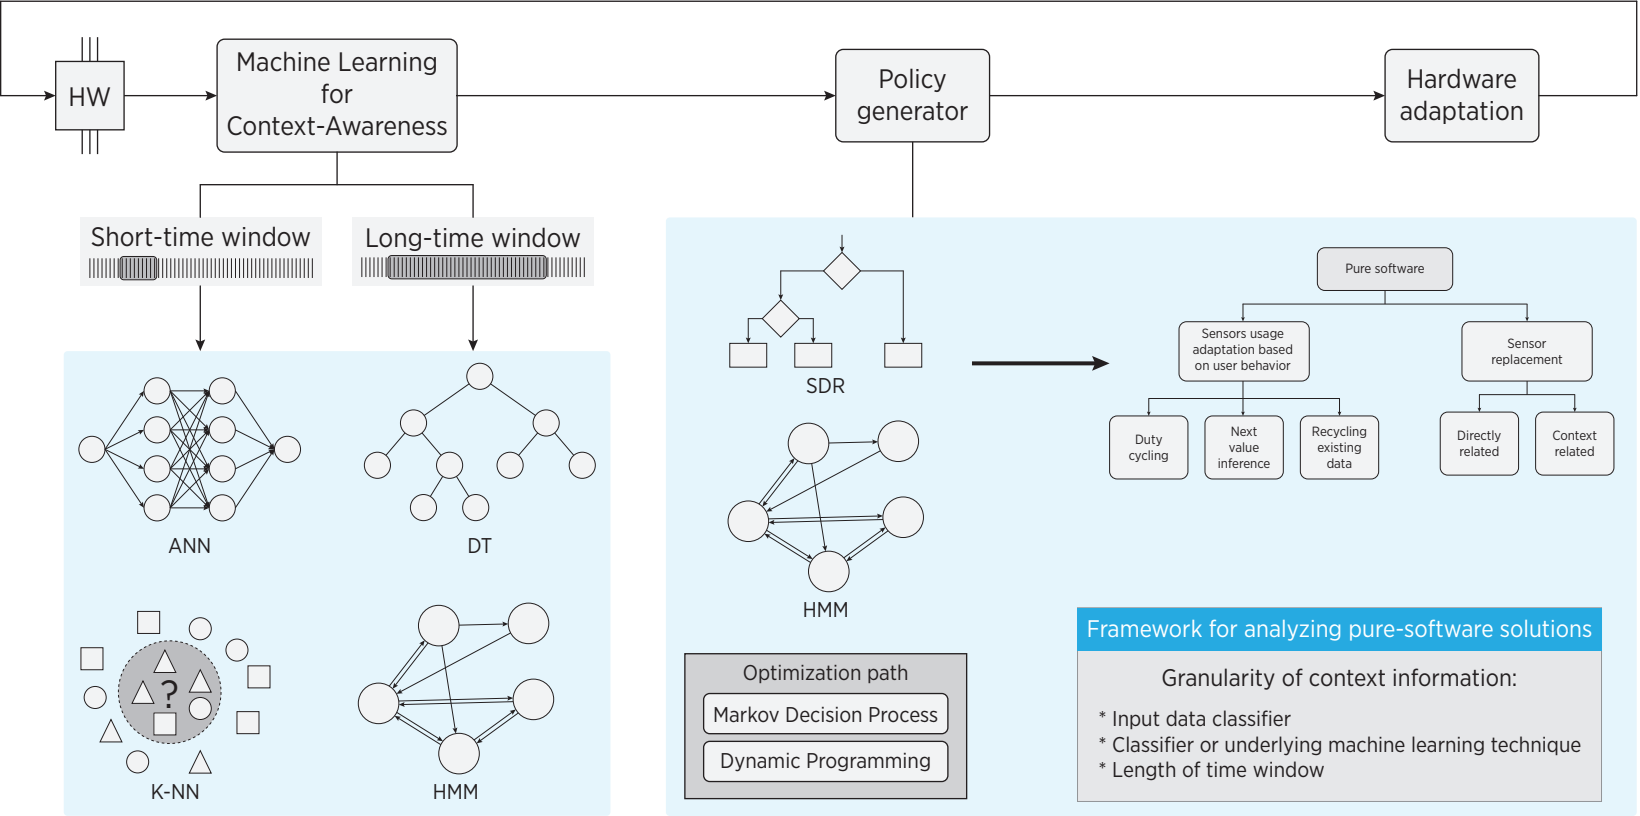 HW
Machine Learning
for
Context-Awareness
Policy
generator
Hardware
adaptation
Short-time window
Long-time window
ANN
DT
?
K-NN
HMM
SDR
HMM
Optimization path
Markov Decision Process
Dynamic Programming
Pure software
Sensors usage
adaptation based
on user behavior
Sensor
replacement
Duty
cycling
Next
value
inference
Recycling
existing
data
Directly
related
Context
related
Framework for analyzing pure-software solutions
Granularity of context information:
* Input data classifier
* Classifier or underlying machine learning technique
* Length of time window